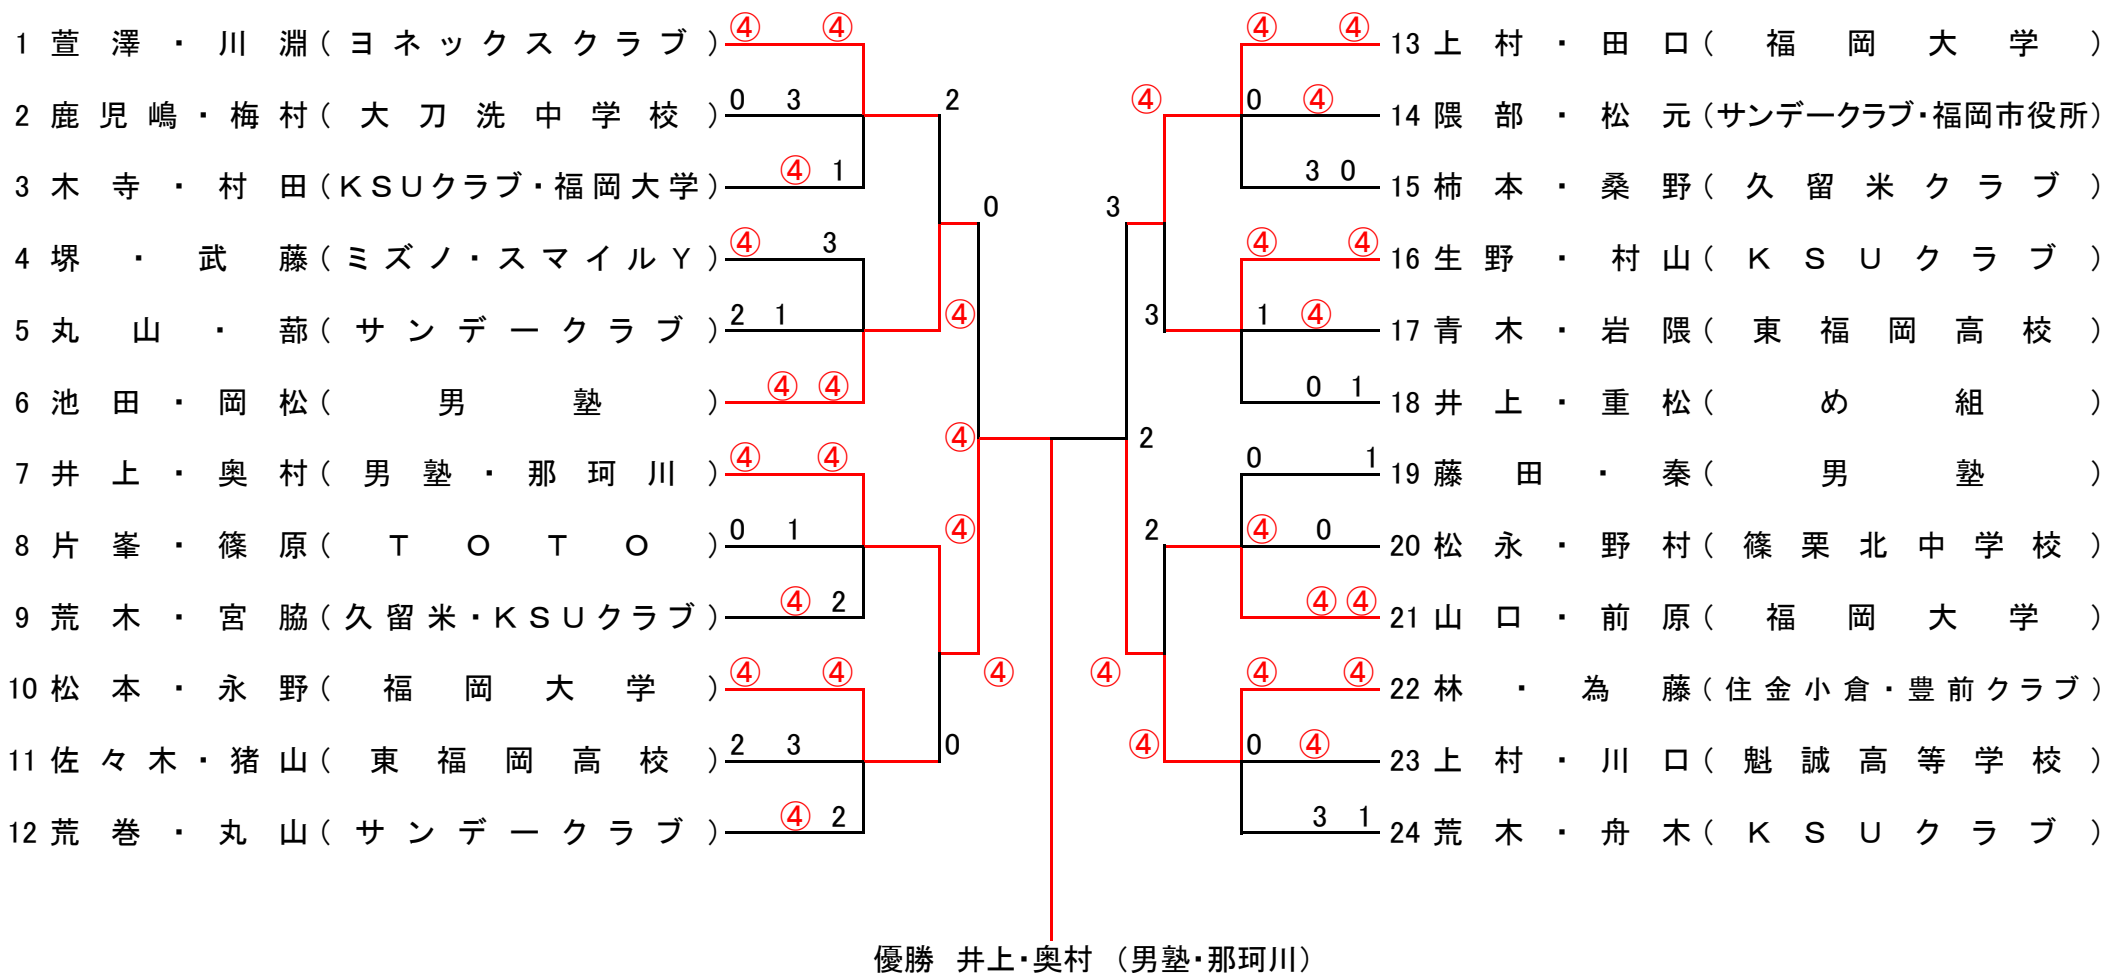 1 萱澤・川淵(ヨネックスクラブ) ④ ④
2 鹿児嶋・梅村(大刀洗中学校) 0 3
3 木寺・村田(KSUクラブ・福岡大学) ④ 1
4 堺・武藤(ミズノ・スマイルY) ④ 3
5 丸山・蔀(サンデークラブ) 2 1
6 池田・岡松(男塾) ④ ④
7 井上・奥村(男塾・那珂川) ④ ④
8 片峯・篠原(TOTO) 0 1
9 荒木・宮脇(久留米・KSUクラブ) ④ 2
10 松本・永野(福岡大学) ④ ④
11 佐々木・猪山(東福岡高校) 2 3
12 荒巻・丸山(サンデークラブ) ④ 2
2
④
④
0
0
④
④
④
④
3
2
④
3
④
2
④
④ ④ 13 上村・田口(福岡大学)
0 ④ 14 隈部・松元(サンデークラブ・福岡市役所)
3 0 15 柿本・桑野(久留米クラブ)
④ ④ 16 生野・村山(KSUクラブ)
1 ④ 17 青木・岩隈(東福岡高校)
0 1 18 井上・重松(め組)
0 1 19 藤田・秦(男塾)
④ 0 20 松永・野村(篠栗北中学校)
④ ④ 21 山口・前原(福岡大学)
④ ④ 22 林・為藤(住金小倉・豊前クラブ)
0 ④ 23 上村・川口(魁誠高等学校)
3 1 24 荒木・舟木(KSUクラブ)
優勝 井上・奥村 (男塾・那珂川)